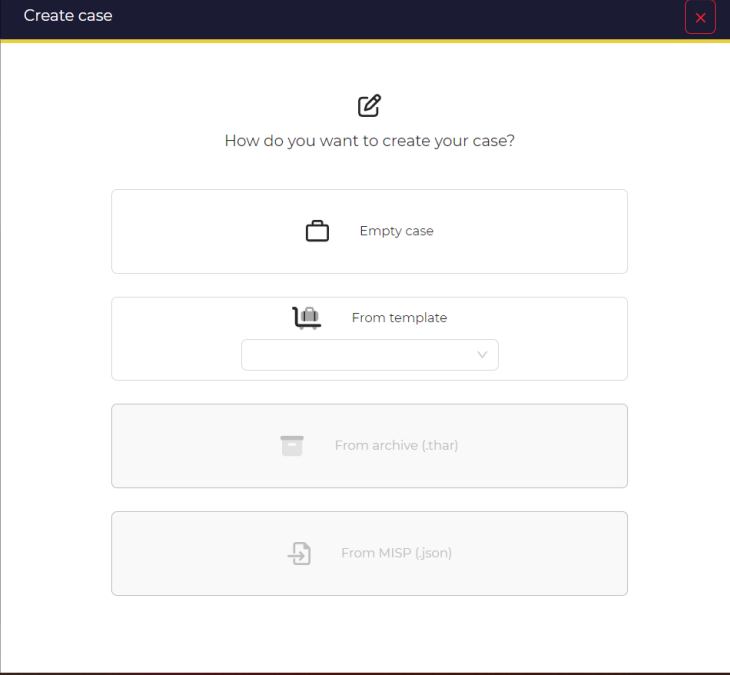 Create case
How do you want to create your case?
Empty case
From template
From archive (.thar)
From MISP (.json)